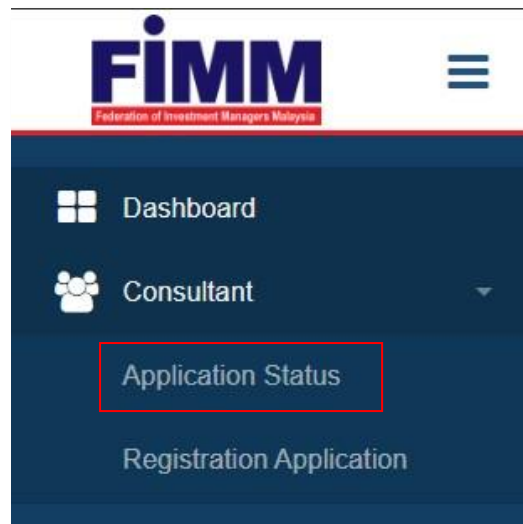 FiMM
Federation of Investment Managers Malaysia
Dashboard
Consultant
Application Status
Registration Application